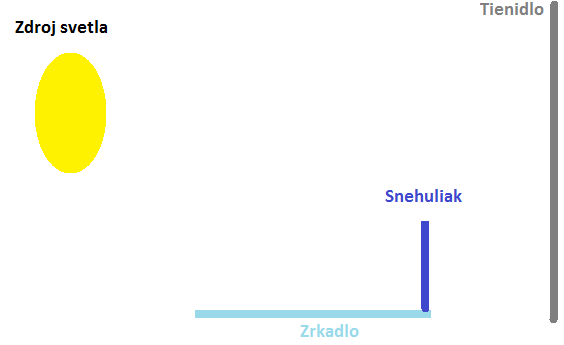 Tienidlo
Zdroj svetla
Snehuliak
Zrkadlo